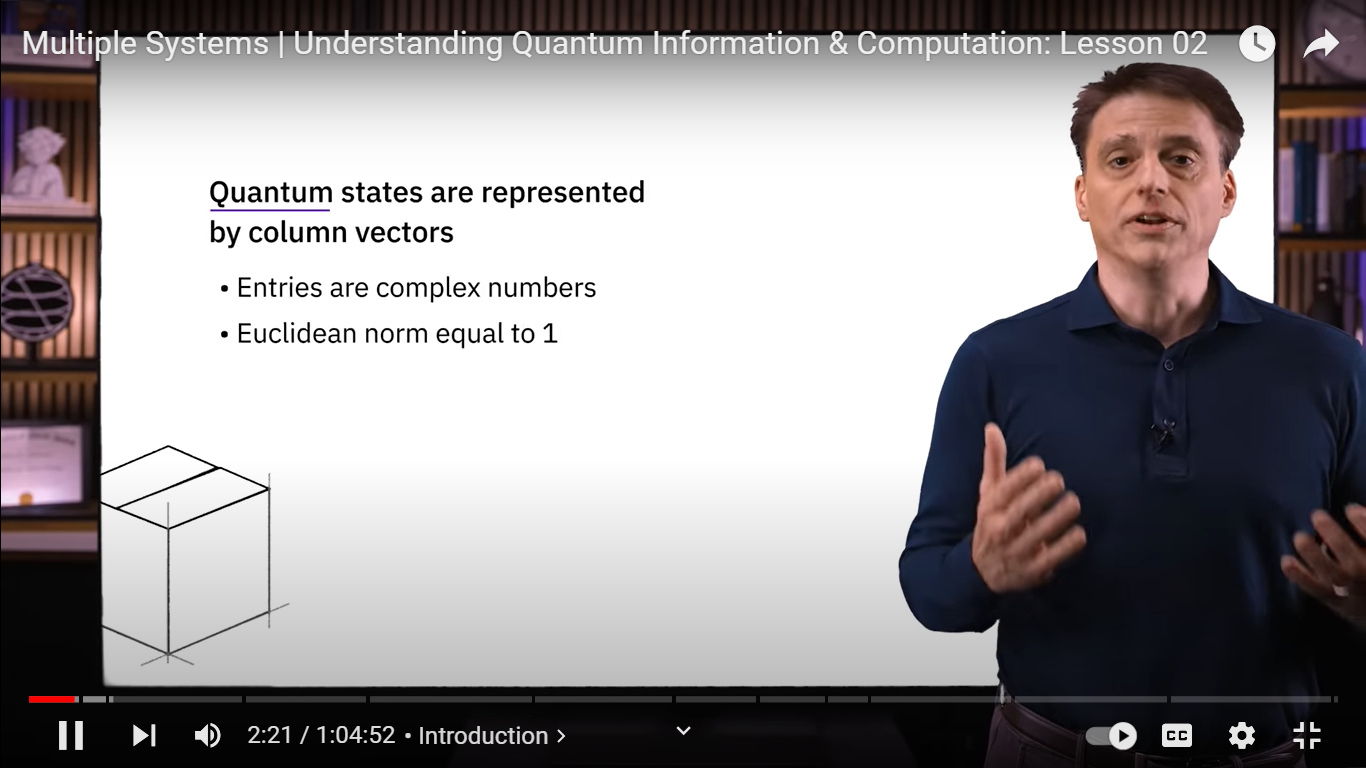 Multiple Systems | Understanding Quantum Information & Computation: Lesson 02
Quantum states are represented
by column vectors
• Entries are complex numbers
• Euclidean norm equal to 1
2:21 / 1:04:52 • Introduction >
CC